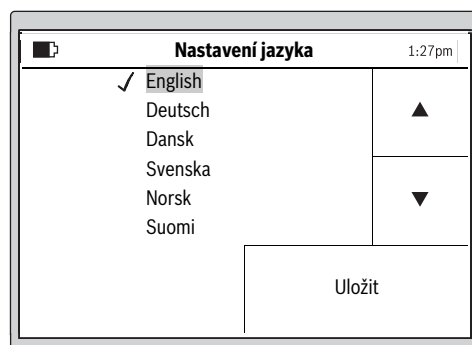 Nastavení jazyka 1:27pm
✓ English
Deutsch
Dansk
Svenska
Norsk
Suomi
Uložit